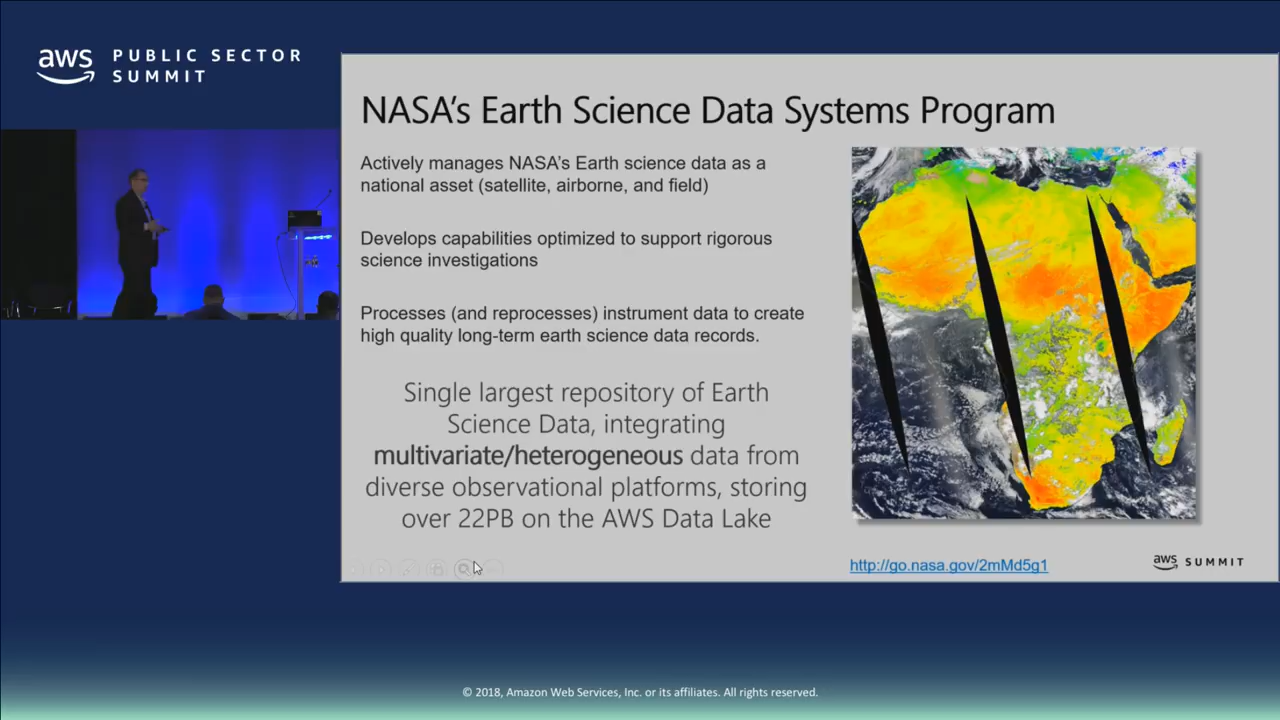 aws
PUBLIC SECTOR
SUMMIT
NASA's Earth Science Data Systems Program
Actively manages NASA's Earth science data as a
national asset (satellite, airborne, and field)
Develops capabilities optimized to support rigorous
science investigations
Processes (and reprocesses) instrument data to create
high quality long-term earth science data records.
Single largest repository of Earth
Science Data, integrating
multivariate/heterogeneous data from
diverse observational platforms, storing
over 22PB on the AWS Data Lake
http://go.nasa.gov/2mMd5g1
aws SUMMIT
© 2018, Amazon Web Services, Inc. or its affiliates. All rights reserved.